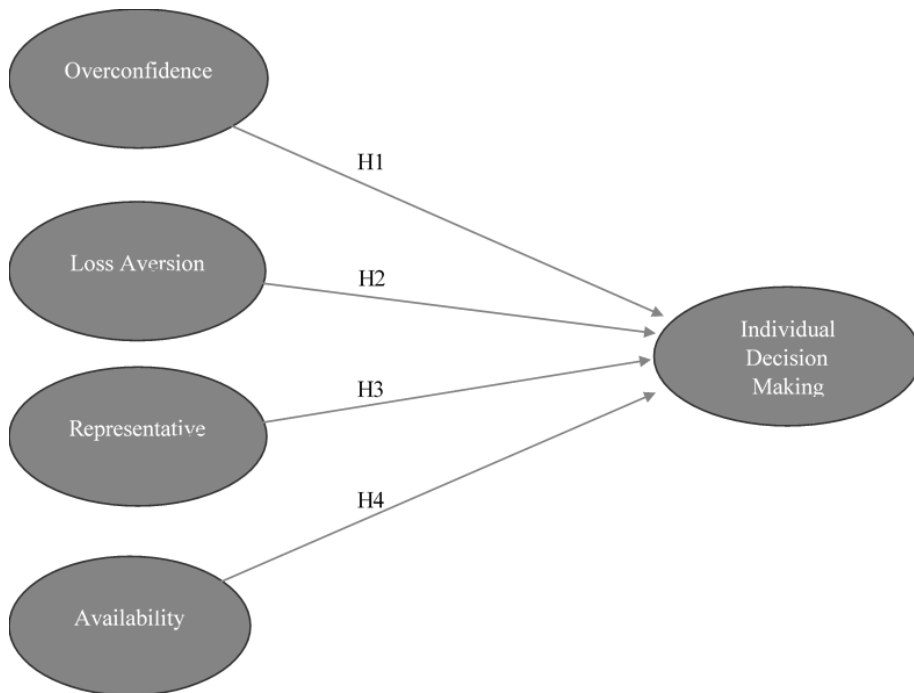 Overconfidence
H1
Loss Aversion
H2
Individual
Decision
Making
H3
Representative
H4
Availability